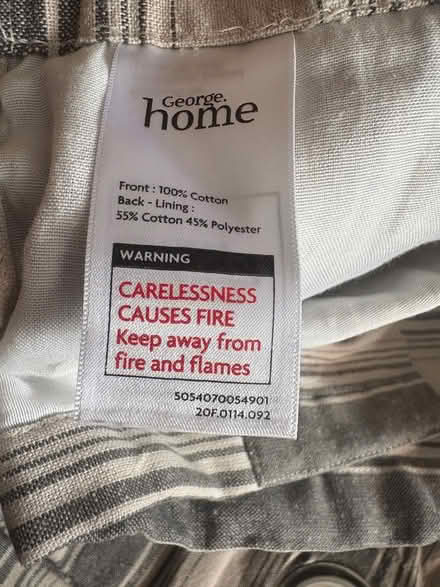 George.
home
Front : 100% Cotton
Back - Lining :
55% Cotton 45% Polyester
WARNING
CARELESSNESS
CAUSES FIRE
Keep away from
fire and flames
5054070054901
20F.0114.092